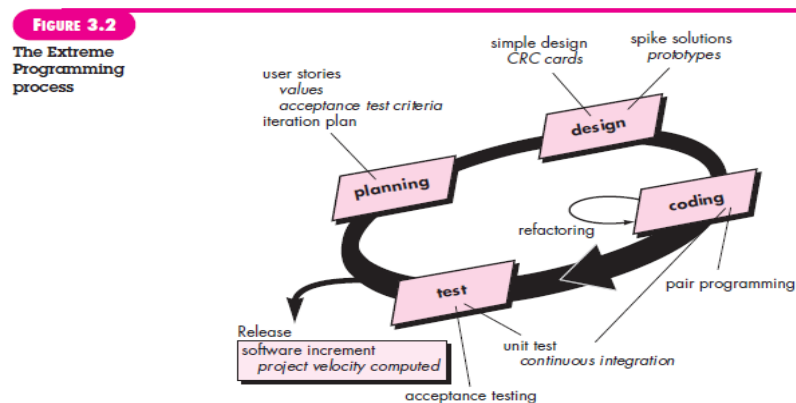 FIGURE 3.2
The Extreme
Programming
process
simple design
CRC cards
spike solutions
prototypes
user stories
values
acceptance test criteria
iteration plan
design
planning
coding
refactoring
test
pair programming
Release
software increment
project velocity computed
unit test
continuous integration
acceptance testing